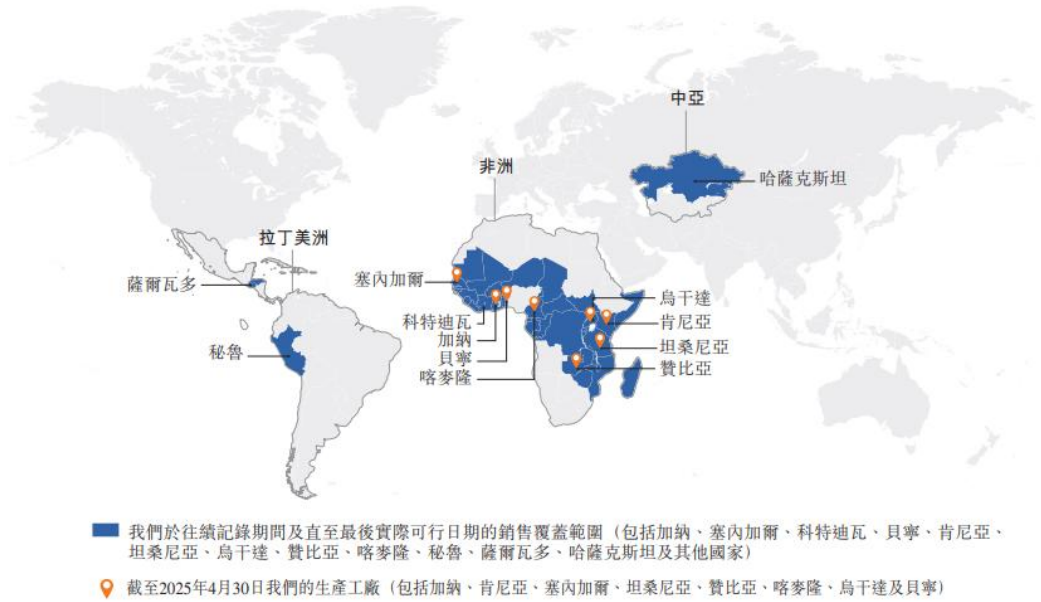 中亞
非洲
哈薩克斯坦
拉丁美洲
薩爾瓦多
塞內加爾
烏干達
科特迪瓦
肯尼亞
加納
坦桑尼亞
秘魯
貝寧
贊比亞
喀麥隆
我們於往績記錄期間及直至最後實際可行日期的銷售覆蓋範圍（包括加納、塞內加爾、科特迪瓦、貝寧、肯尼亞、
坦桑尼亞、烏干達、贊比亞、喀麥隆、秘魯、薩爾瓦多、哈薩克斯坦及其他國家）
截至2025年4月30日我們的生產工廠（包括加納、肯尼亞、塞內加爾、坦桑尼亞、贊比亞、喀麥隆、烏干達及貝寧）